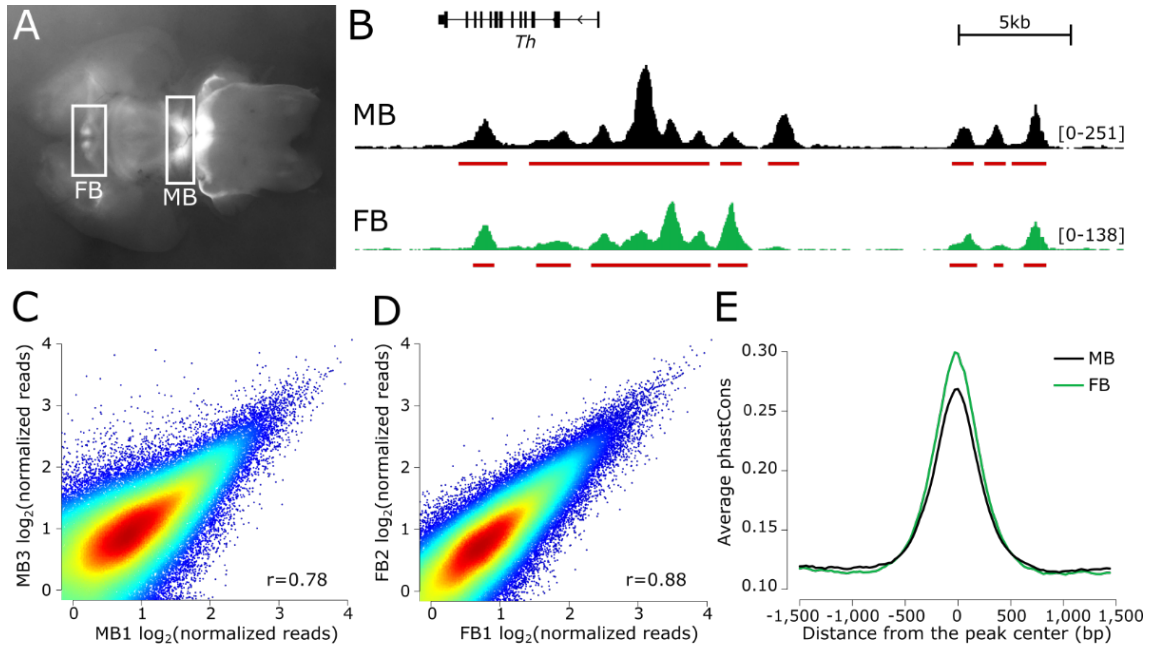 A
FB
MB
B
Th
5kb
MB
[0-251]
FB
[0-138]
C
MB3 log2(normalized reads)
4
3
2
1
0
r=0.78
0 1 2 3 4
MB1 log2(normalized reads)
D
FB2 log2(normalized reads)
4
3
2
1
0
r=0.88
0 1 2 3 4
FB1 log2(normalized reads)
E
Average phastCons
0.30
0.25
0.20
0.15
0.10
MB
FB
-1,500 -1,000 -500 0 500 1,000 1,500
Distance from the peak center (bp)